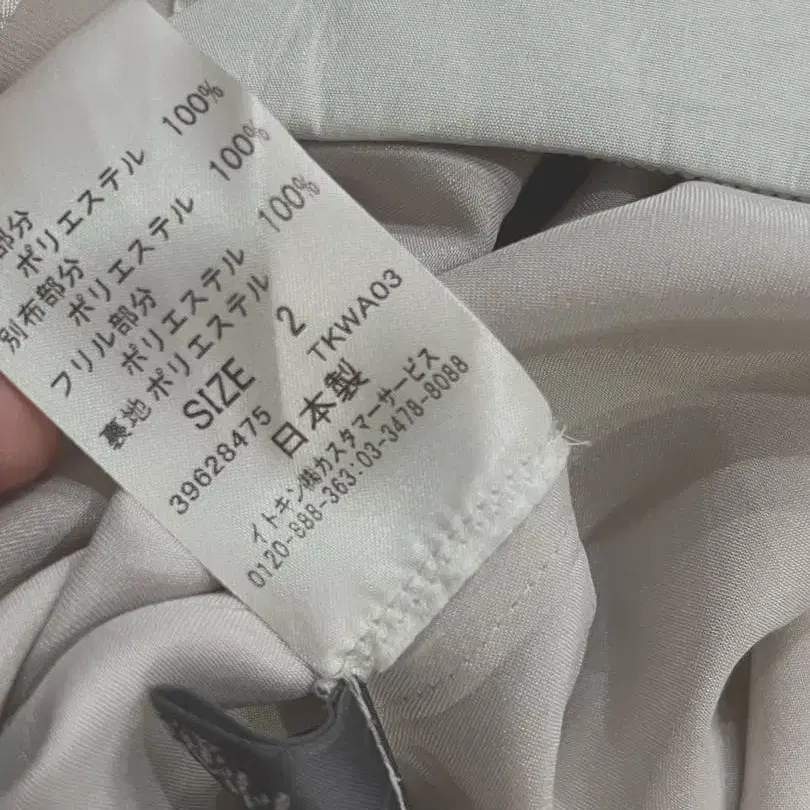 部分
ポリエステル 100%
別布部分
ポリエステル 100%
フリル部分
ポリエステル 100%
裏地 ポリエステル
SIZE 2
39628475 TKWA03
日本製
イトキン㈱カスタマーサービス
0120-888-363:03-3478-8088